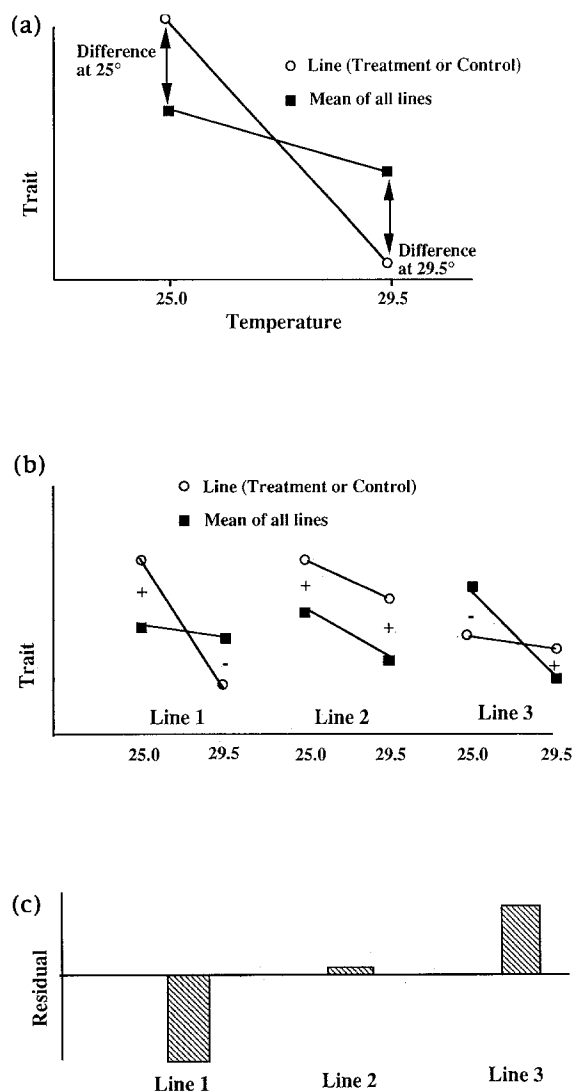 (a)
Difference
at 25°
Line (Treatment or Control)
Mean of all lines
Trait
Difference
at 29.5°
25.0
29.5
Temperature
(b)
Line (Treatment or Control)
Mean of all lines
+
-
+
+
-
+
Trait
Line 1
Line 2
Line 3
25.0
29.5
25.0
29.5
25.0
29.5
(c)
Residual
Line 1
Line 2
Line 3